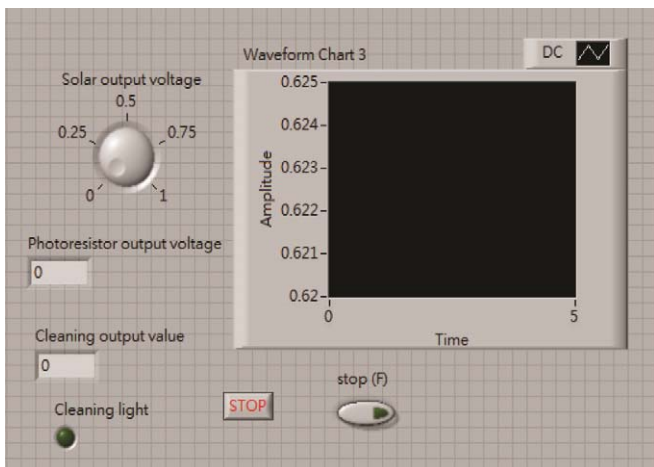 Waveform Chart 3
DC
Solar output voltage
0.5
0.25
0.75
0
1
Photoresistor output voltage
0
Cleaning output value
0
Cleaning light
STOP
stop (F)
Amplitude
0.625
0.624
0.623
0.622
0.621
0.62
0
5
Time